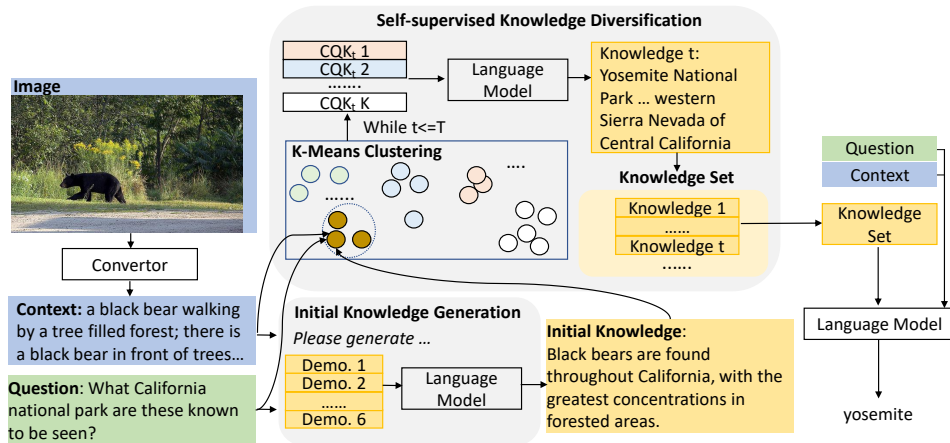 Self-supervised Knowledge Diversification
CQKt 1
CQKt 2
.......
CQKt K
Language
Model
Knowledge t:
Yosemite National
Park ... western
Sierra Nevada of
Central California
While t<=T
K-Means Clustering
....
......
Knowledge Set
Knowledge 1
......
Knowledge t
......
Image
Convertor
Context: a black bear walking
by a tree filled forest; there is
a black bear in front of trees...
Question: What California
national park are these known
to be seen?
Initial Knowledge Generation
Please generate ...
Demo. 1
Demo. 2
......
Demo. 6
Language
Model
Initial Knowledge:
Black bears are found
throughout California, with the
greatest concentrations in
forested areas.
Question
Context
Knowledge
Set
Language Model
yosemite